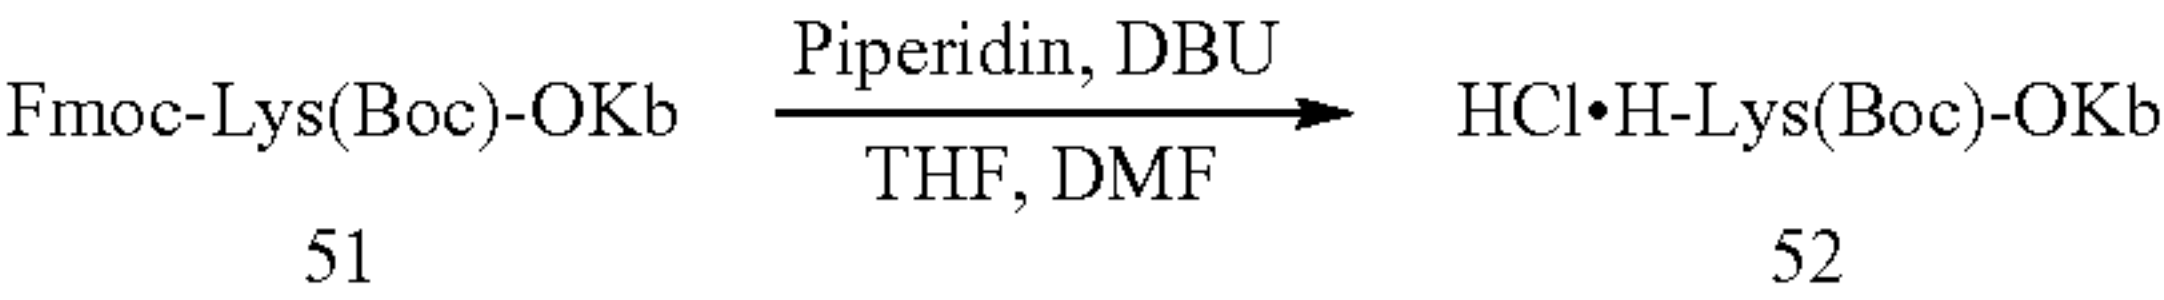 Piperidin, DBU
Fmoc-Lys(Boc)-OKb HCl•H-Lys(Boc)-OKb
THF, DMF
51 52